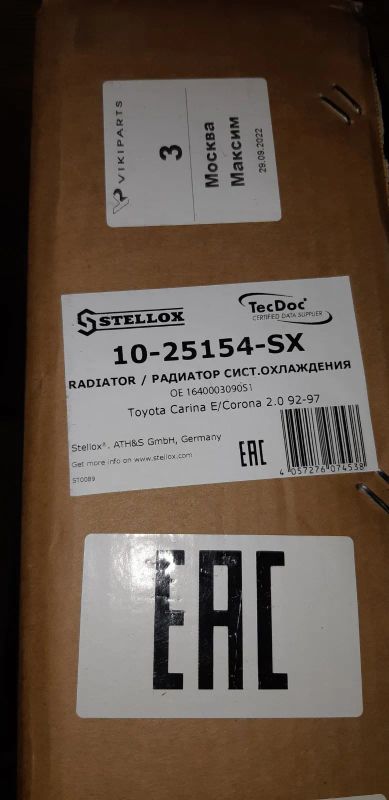 VIKIPARTS
3
Москва
Максим
29.09.2022
STELLOX
TecDoc®
CERTIFIED DATA SUPPLIER
10-25154-SX
RADIATOR / РАДИАТОР СИСТ.ОХЛАЖДЕНИЯ
OE 1640003090S1
Toyota Carina E/Corona 2.0 92-97
Stellox®. ATH&S GmbH, Germany
Get more info on www.stellox.com
ST0089
EAC
4 057276 074538
EAC